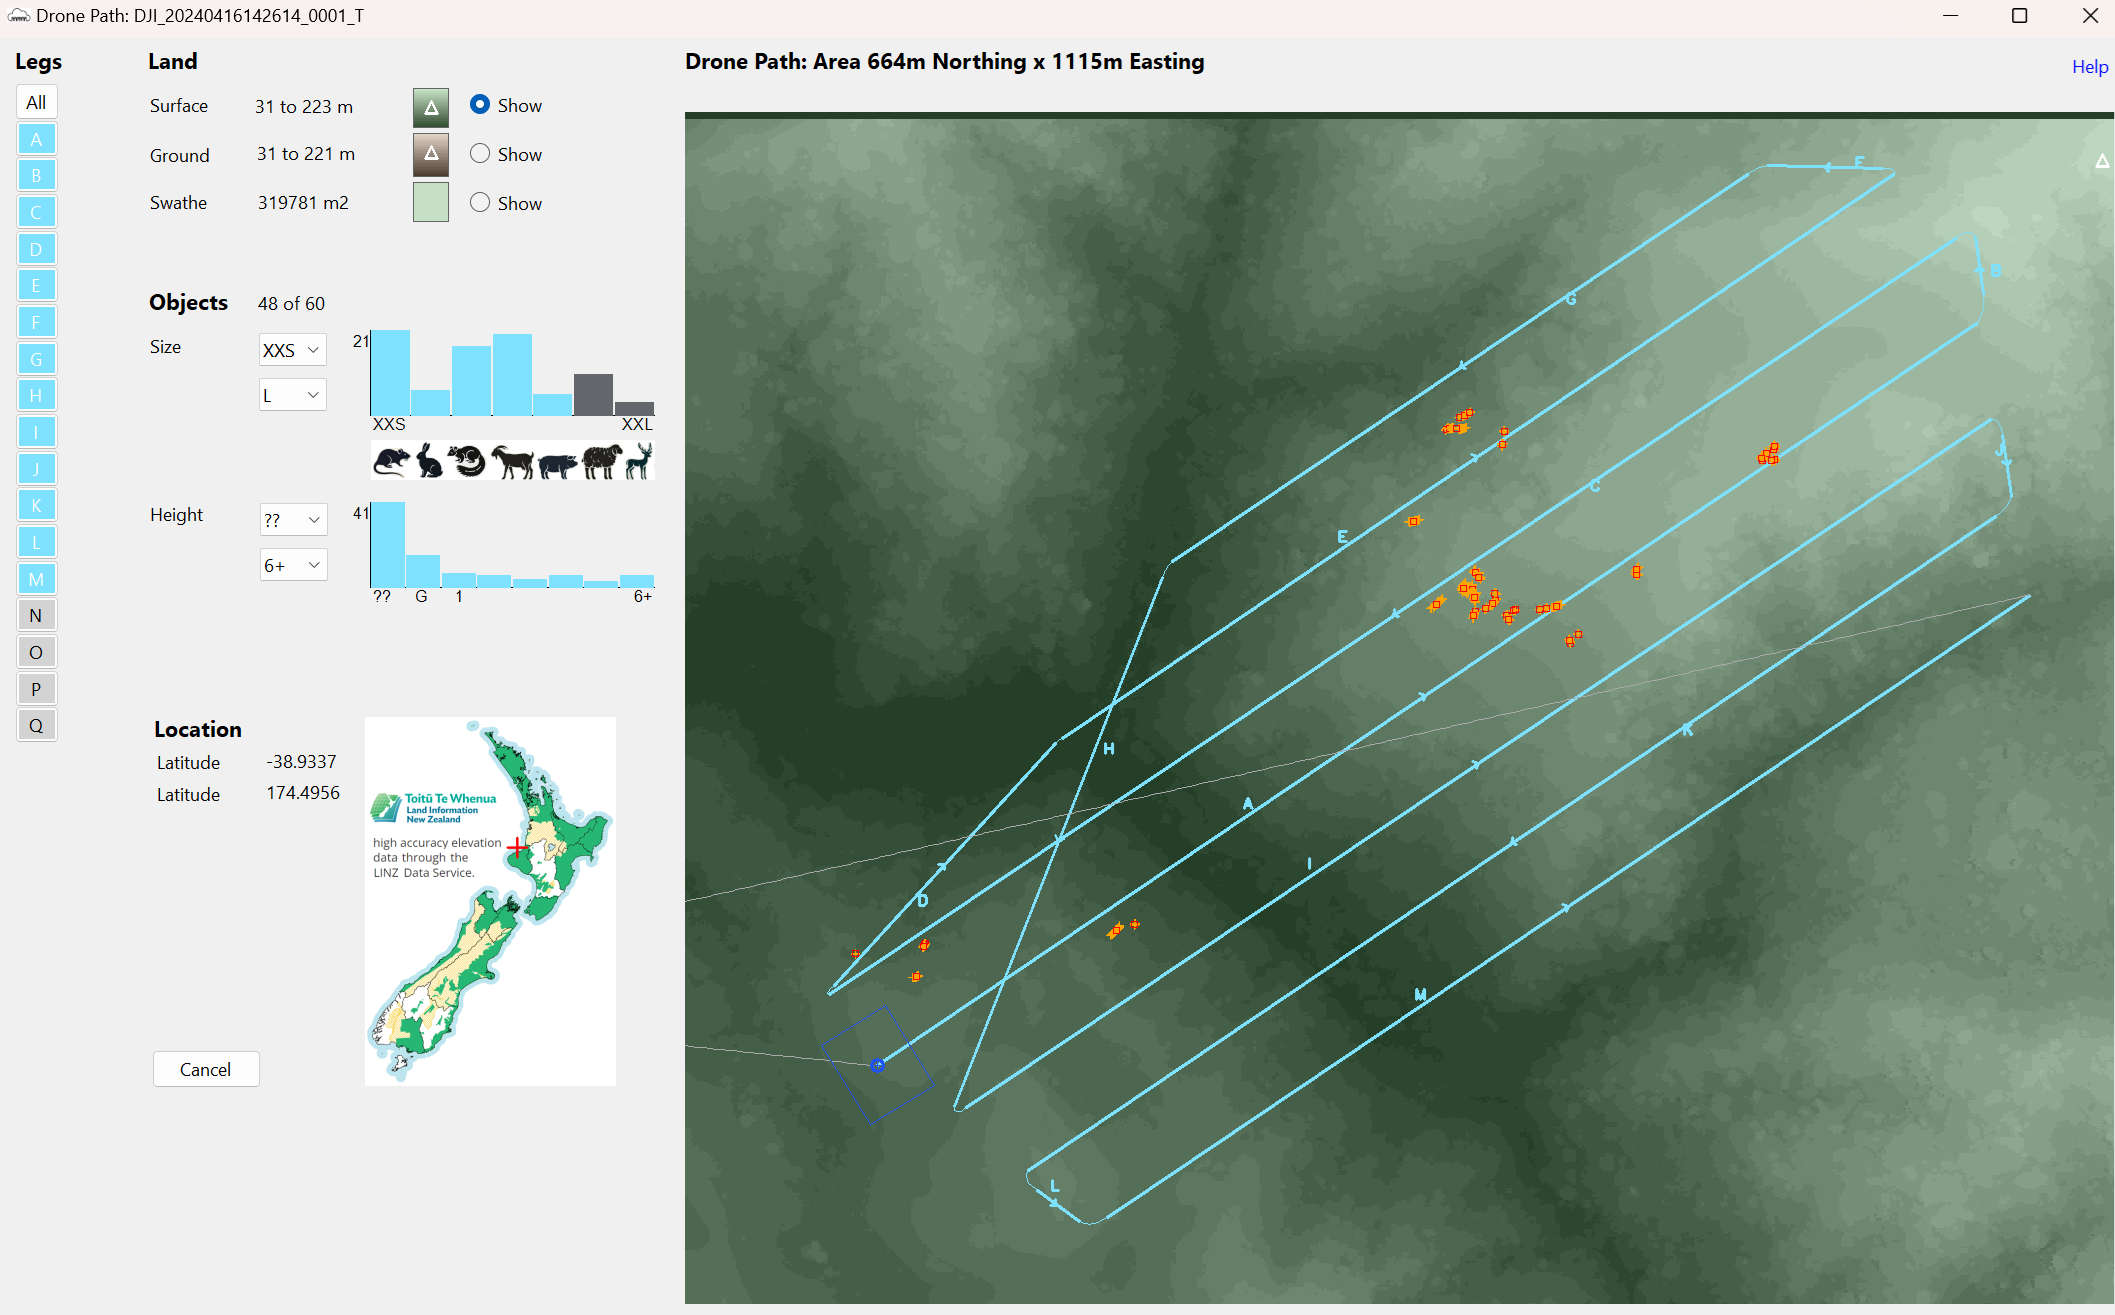 Drone Path: DJI_20240416142614_0001_T
Legs
All
A
B
C
D
E
F
G
H
I
J
K
L
M
N
O
P
Q
Land
Surface 31 to 223 m Show
Ground 31 to 221 m Show
Swathe 319781 m2 Show
Objects 48 of 60
Size XXS
L
21
XXS XXL
Height ??
6+
41
?? G 1 6+
Location
Latitude -38.9337
Latitude 174.4956
Toitū Te Whenua
Land Information
New Zealand
high accuracy elevation
data through the
LINZ Data Service.
Cancel
Drone Path: Area 664m Northing x 1115m Easting
Help
F
B
G
J
C
E
K
H
A
I
D
M
L